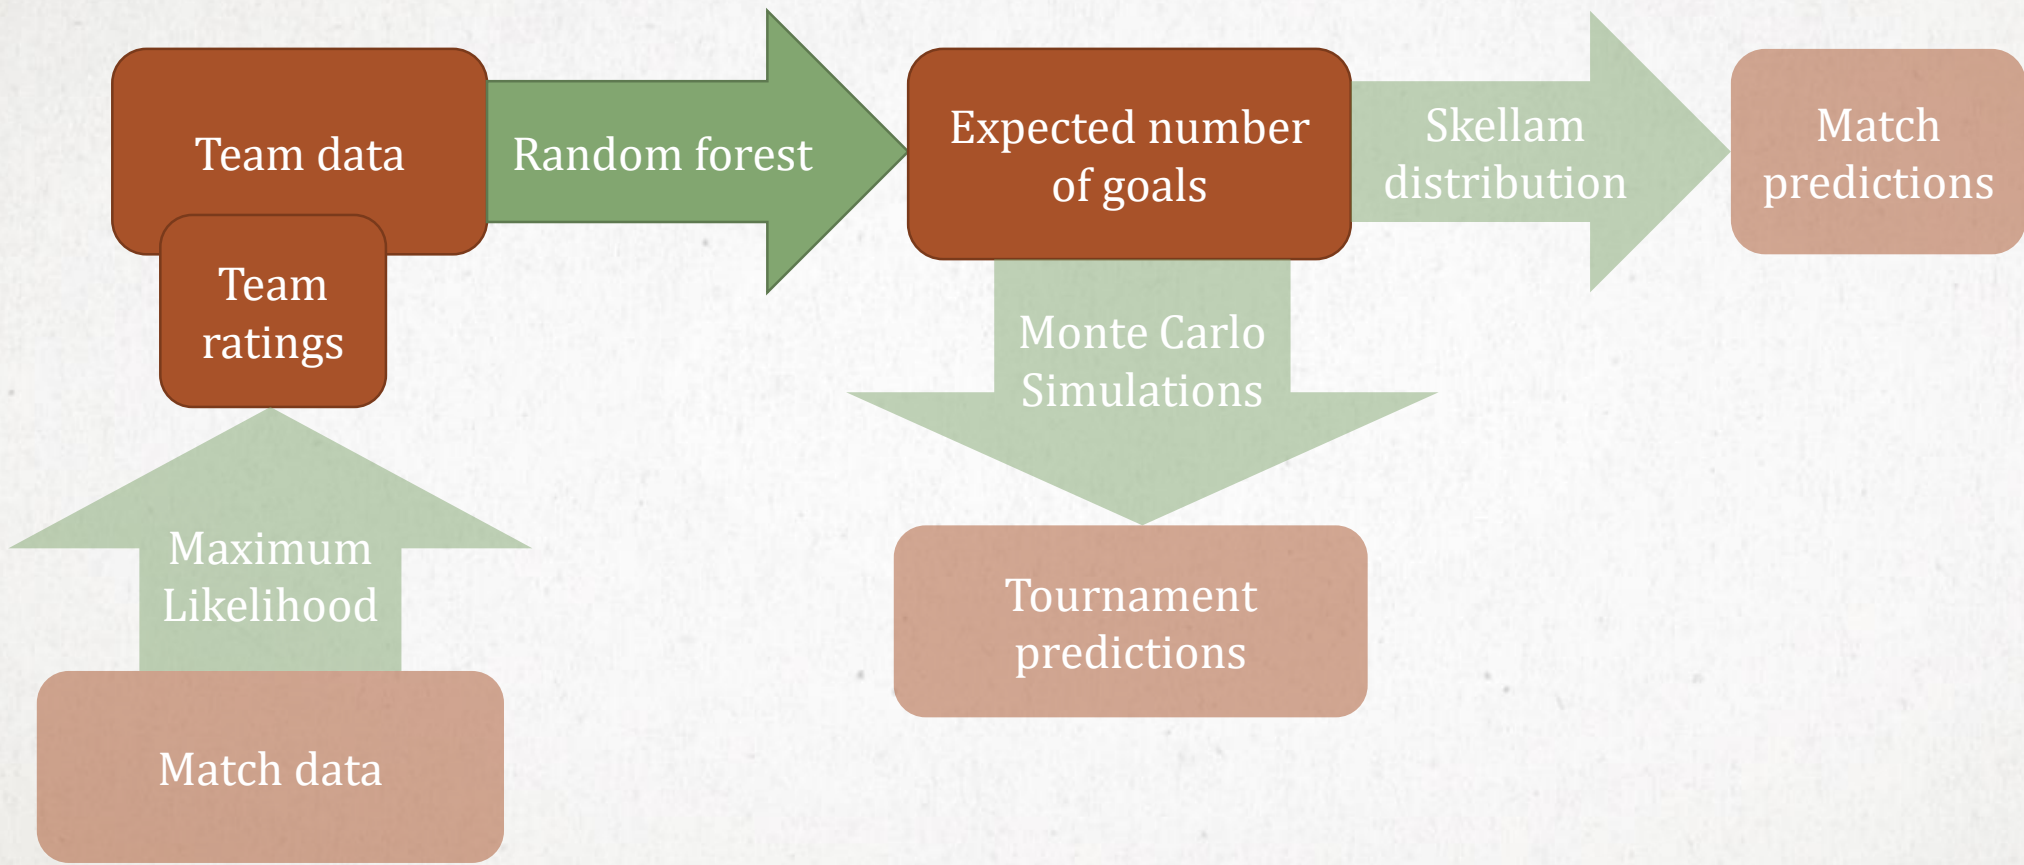 Team data
Random forest
Expected number
of goals
Skellam
distribution
Match
predictions
Team
ratings
Monte Carlo
Simulations
Maximum
Likelihood
Tournament
predictions
Match data